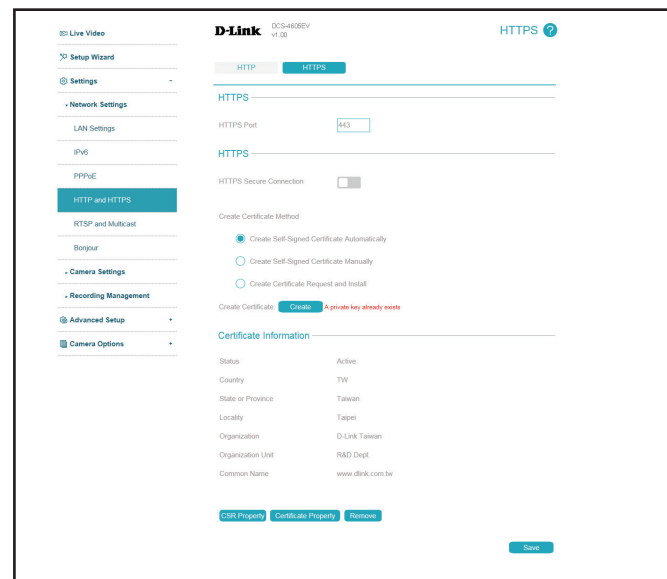 Live Video
Setup Wizard
Settings -
Network Settings
LAN Settings
IPv6
PPPoE
HTTP and HTTPS
RTSP and Multicast
Bonjour
Camera Settings
Recording Management
Advanced Setup +
Camera Options +
D-Link DCS-4605EV
v1.00
HTTPS ?
HTTP HTTPS
HTTPS
HTTPS Port 443
HTTPS
HTTPS Secure Connection
Create Certificate Method
Create Self-Signed Certificate Automatically
Create Self-Signed Certificate Manually
Create Certificate Request and Install
Create Certificate: Create A private key already exists
Certificate Information
Status Active
Country TW
State or Province Taiwan
Locality Taipei
Organization D-Link Taiwan
Organization Unit R&D Dept.
Common Name www.dlink.com.tw
CSR Property Certificate Property Remove
Save